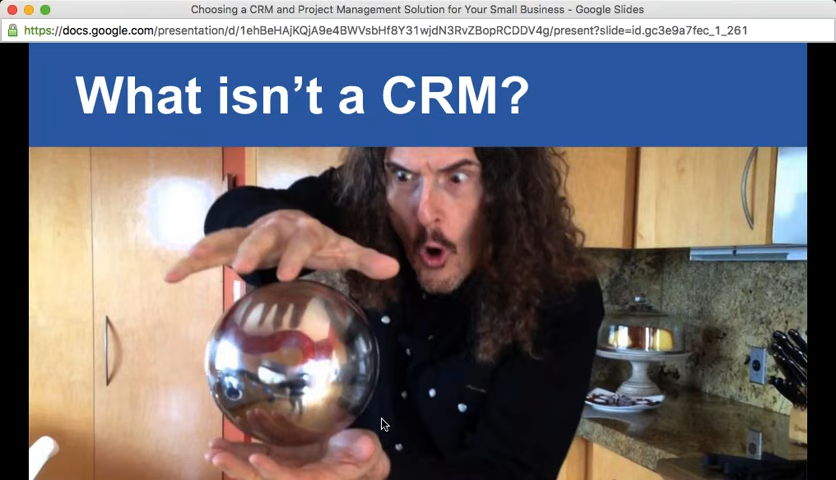 Choosing a CRM and Project Management Solution for Your Small Business - Google Slides
https://docs.google.com/presentation/d/1ehBeHAjKQjA9e4BWVsbHf8Y31wjdN3RvZBopRCDDV4g/present?slide=id.gc3e9a7fec_1_261
What isn't a CRM?